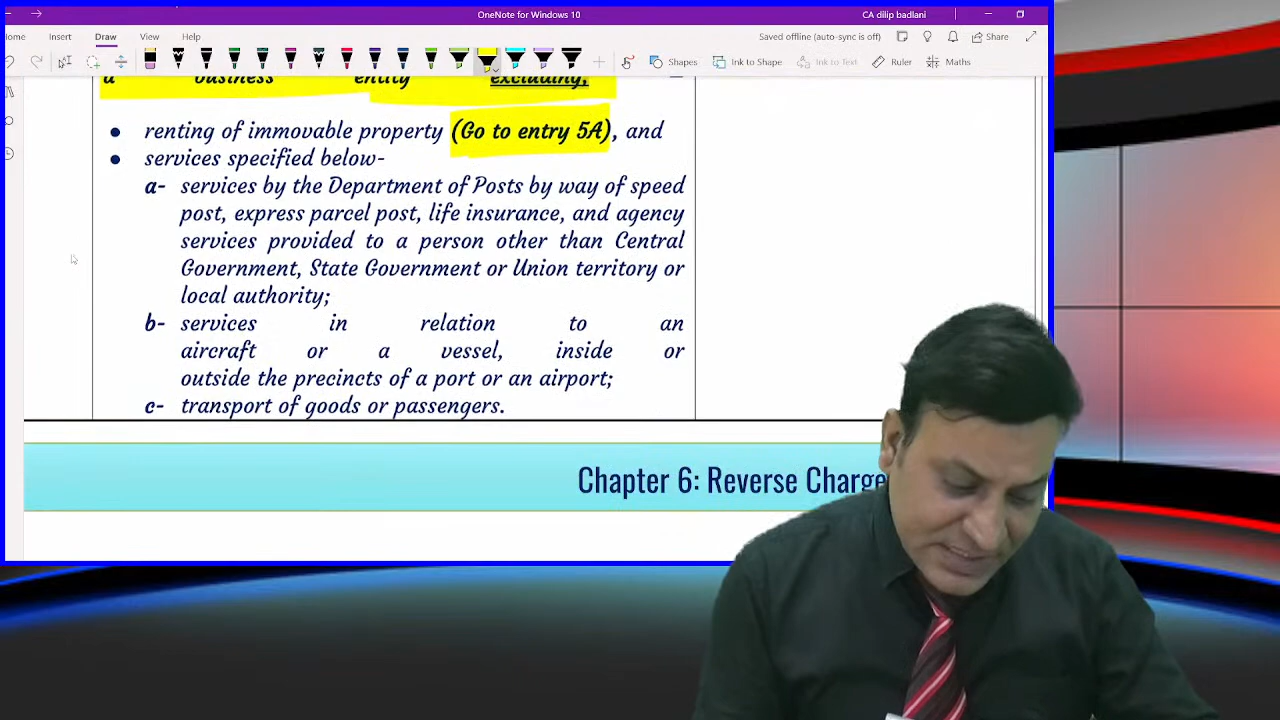 OneNote for Windows 10
CA dilip badlani
Insert
Draw
View
Help
Saved offline (auto-sync is off)
Share
Shapes
Ink to Shape
Ink to Text
Ruler
Maths
a business entity excluding;
• renting of immovable property (Go to entry 5A), and
• services specified below-
a- services by the Department of Posts by way of speed
post, express parcel post, life insurance, and agency
services provided to a person other than Central
Government, State Government or Union territory or
local authority;
b- services in relation to an
aircraft or a vessel, inside or
outside the precincts of a port or an airport;
c- transport of goods or passengers.
Chapter 6: Reverse Charge